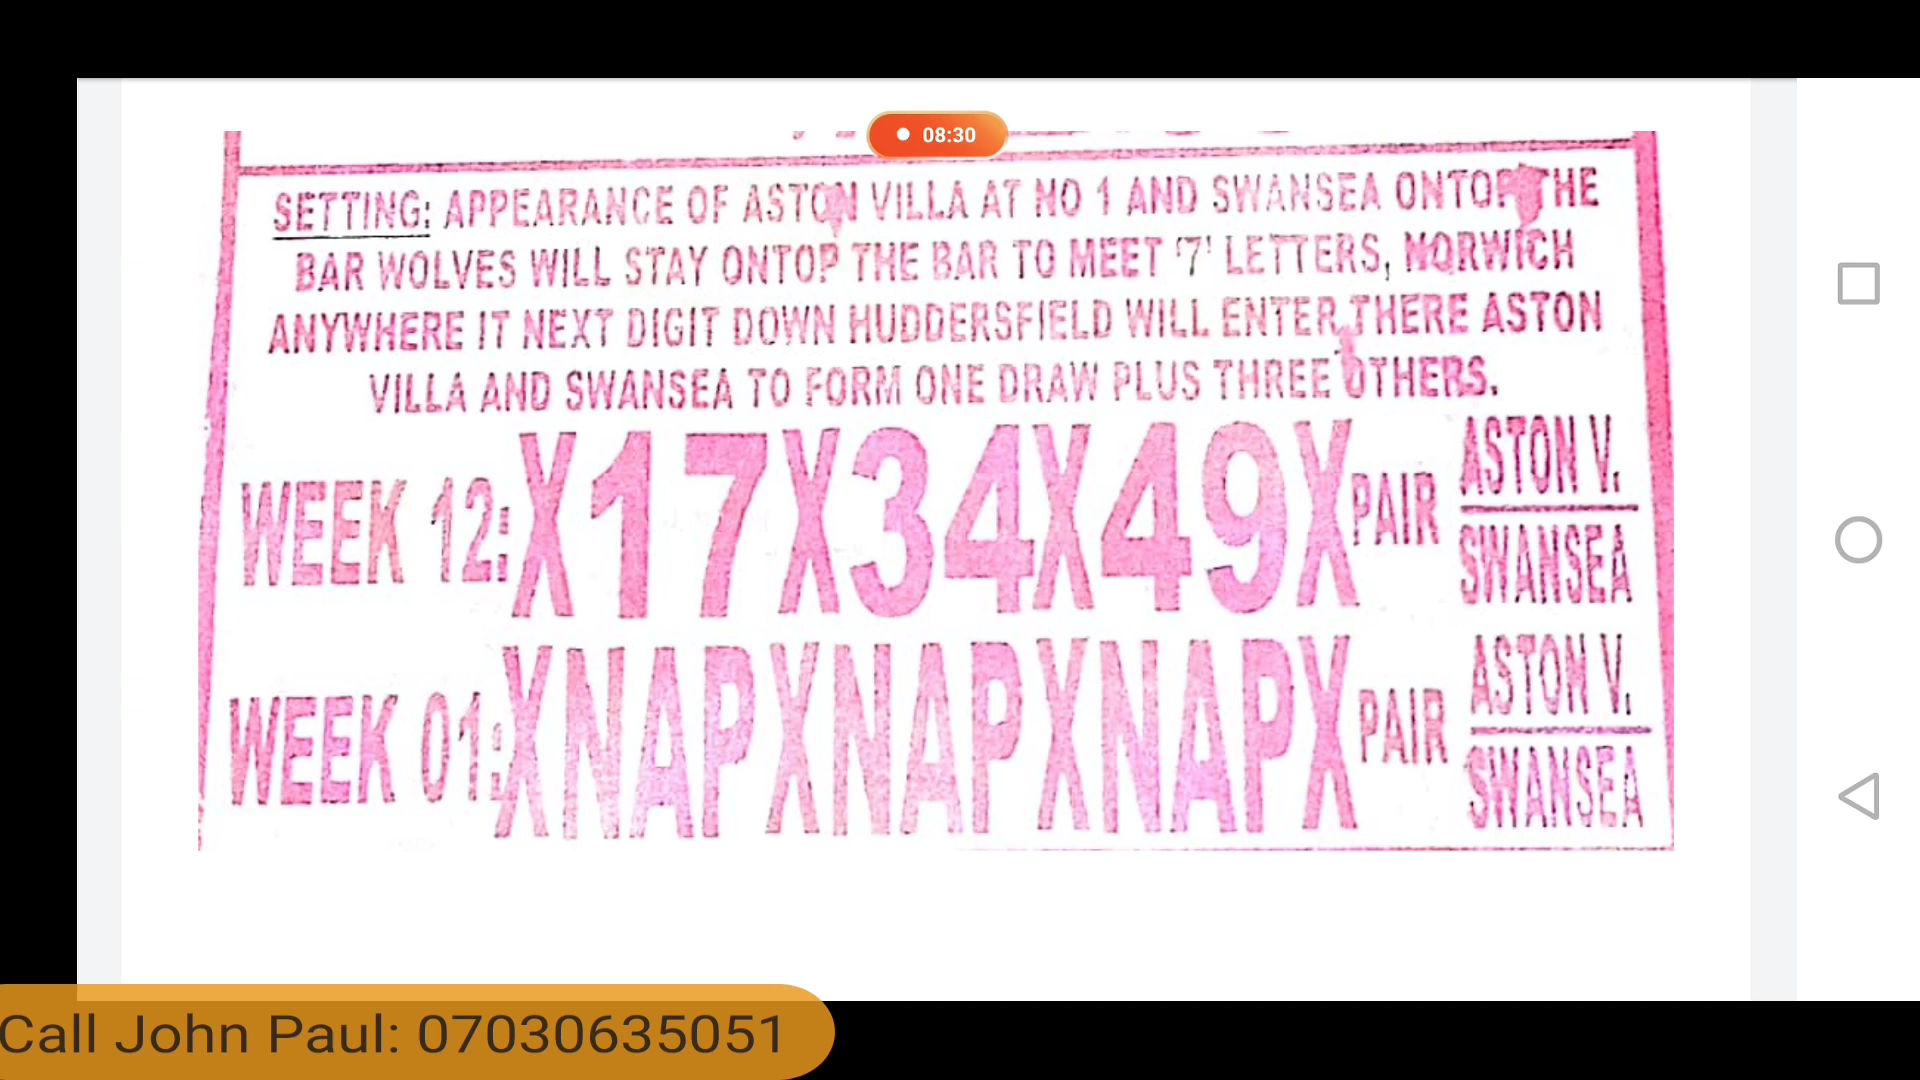 08:30
SETTING: APPEARANCE OF ASTON VILLA AT NO 1 AND SWANSEA ONTOP THE
BAR WOLVES WILL STAY ONTOP THE BAR TO MEET '7' LETTERS, NORWICH
ANYWHERE IT NEXT DIGIT DOWN HUDDERSFIELD WILL ENTER THERE ASTON
VILLA AND SWANSEA TO FORM ONE DRAW PLUS THREE OTHERS.
WEEK 12: X17X34X49X PAIR ASTON V.
SWANSEA
WEEK 01: XNAPXNAPXNAPX PAIR ASTON V.
SWANSEA
Call John Paul: 07030635051